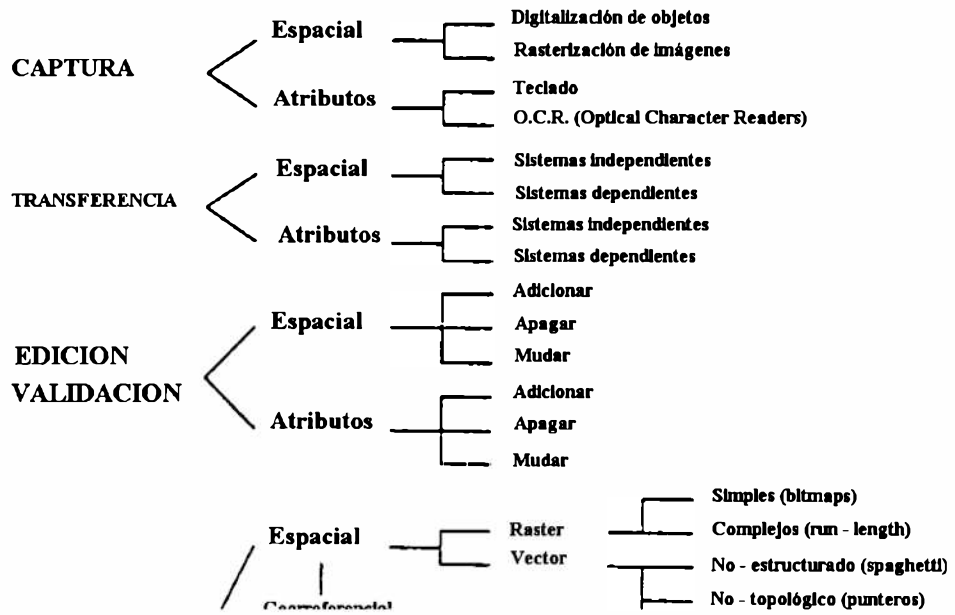 CAPTURA
Espacial
Digitalización de objetos
Rasterización de imágenes
Atributos
Teclado
O.C.R. (Optical Character Readers)
TRANSFERENCIA
Espacial
Sistemas independientes
Sistemas dependientes
Atributos
Sistemas independientes
Sistemas dependientes
EDICION
VALIDACION
Espacial
Adicionar
Apagar
Mudar
Atributos
Adicionar
Apagar
Mudar
Espacial
Raster
Simples (bitmaps)
Complejos (run - length)
Vector
No - estructurado (spaghetti)
No - topológico (punteros)